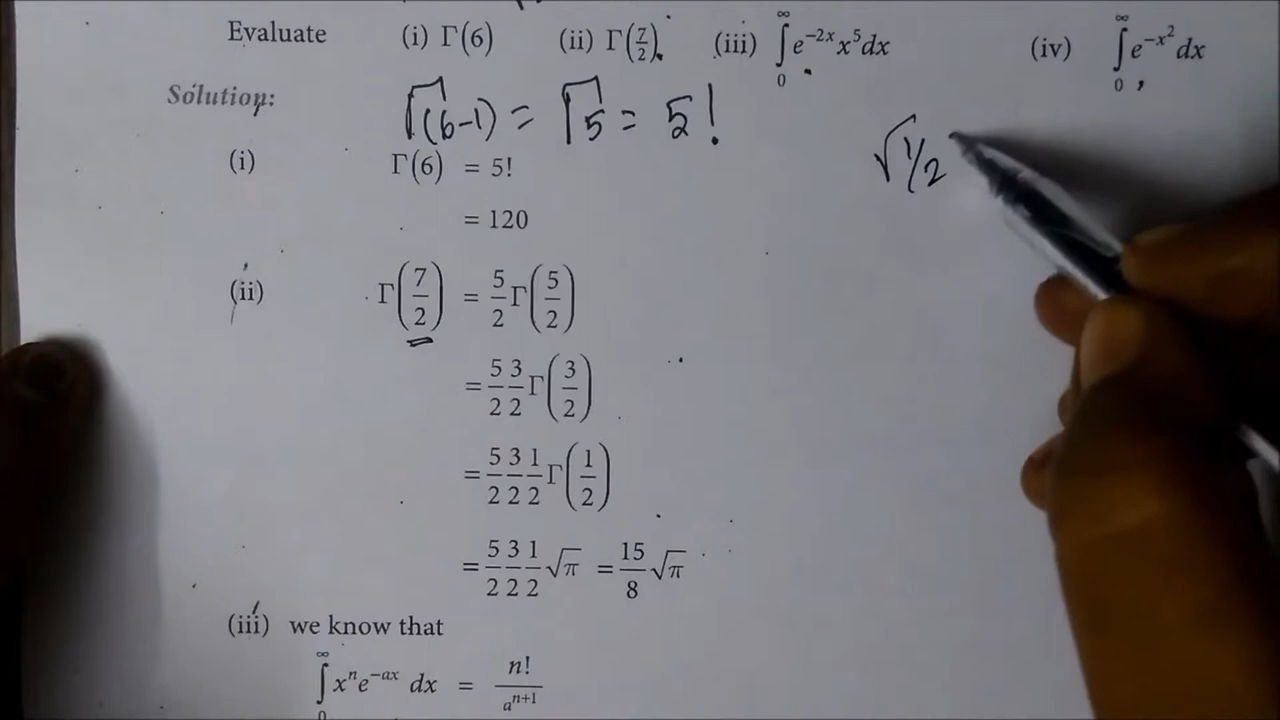 Evaluate (i) Γ(6) (ii) Γ(7/2). (iii) ∫₀^∞ e^{-2x} x^5 dx (iv) ∫₀^∞ e^{-x^2} dx
Solution:
Γ(6-1) = Γ5 = 5!
√1/2
(i) Γ(6) = 5!
= 120
(ii) Γ(7/2) = 5/2 Γ(5/2)
= 5/2 3/2 Γ(3/2)
= 5/2 3/2 1/2 Γ(1/2)
= 5/2 3/2 1/2 √π = 15/8 √π
(iii) we know that
∫₀^∞ x^n e^{-ax} dx = n!/a^{n+1}